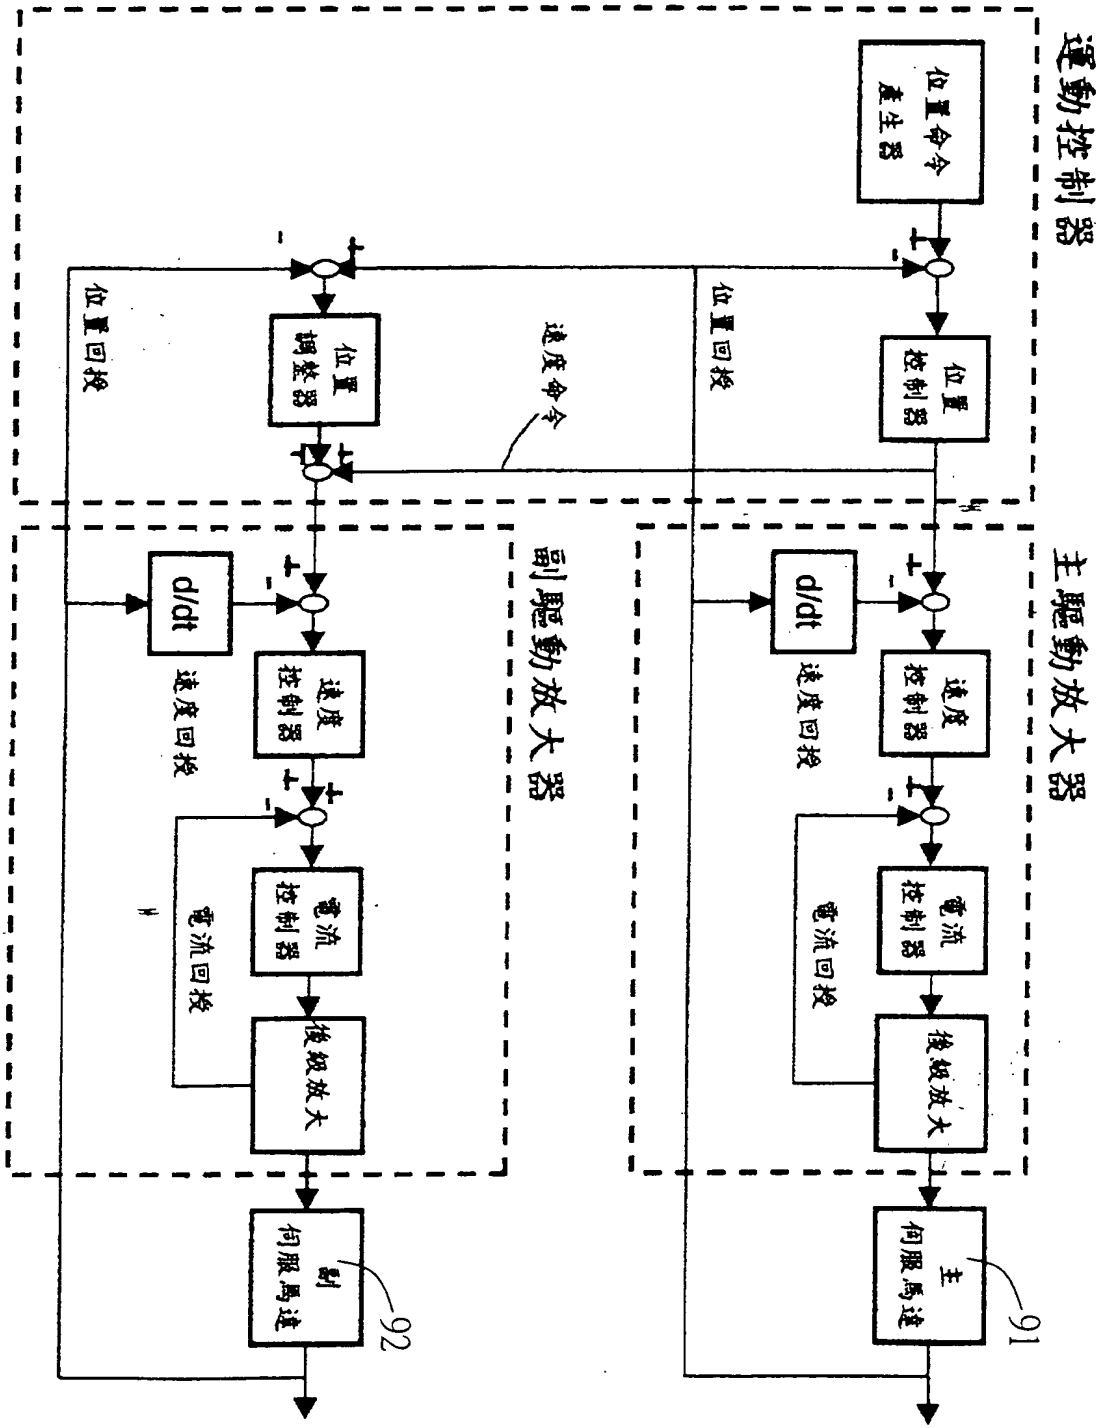 運動控制器
位置命令
產生器
+
-
位置
控制器
位置回授
速度命令
+
-
位置
調整器
+
+
位置回授
主驅動放大器
+
-
速度
控制器
d/dt
速度回授
+
-
電流
控制器
電流回授
後級放大
主
伺服馬達
91
副驅動放大器
+
-
速度
控制器
d/dt
速度回授
+
+
-
電流
控制器
電流回授
後級放大
副
伺服馬達
92